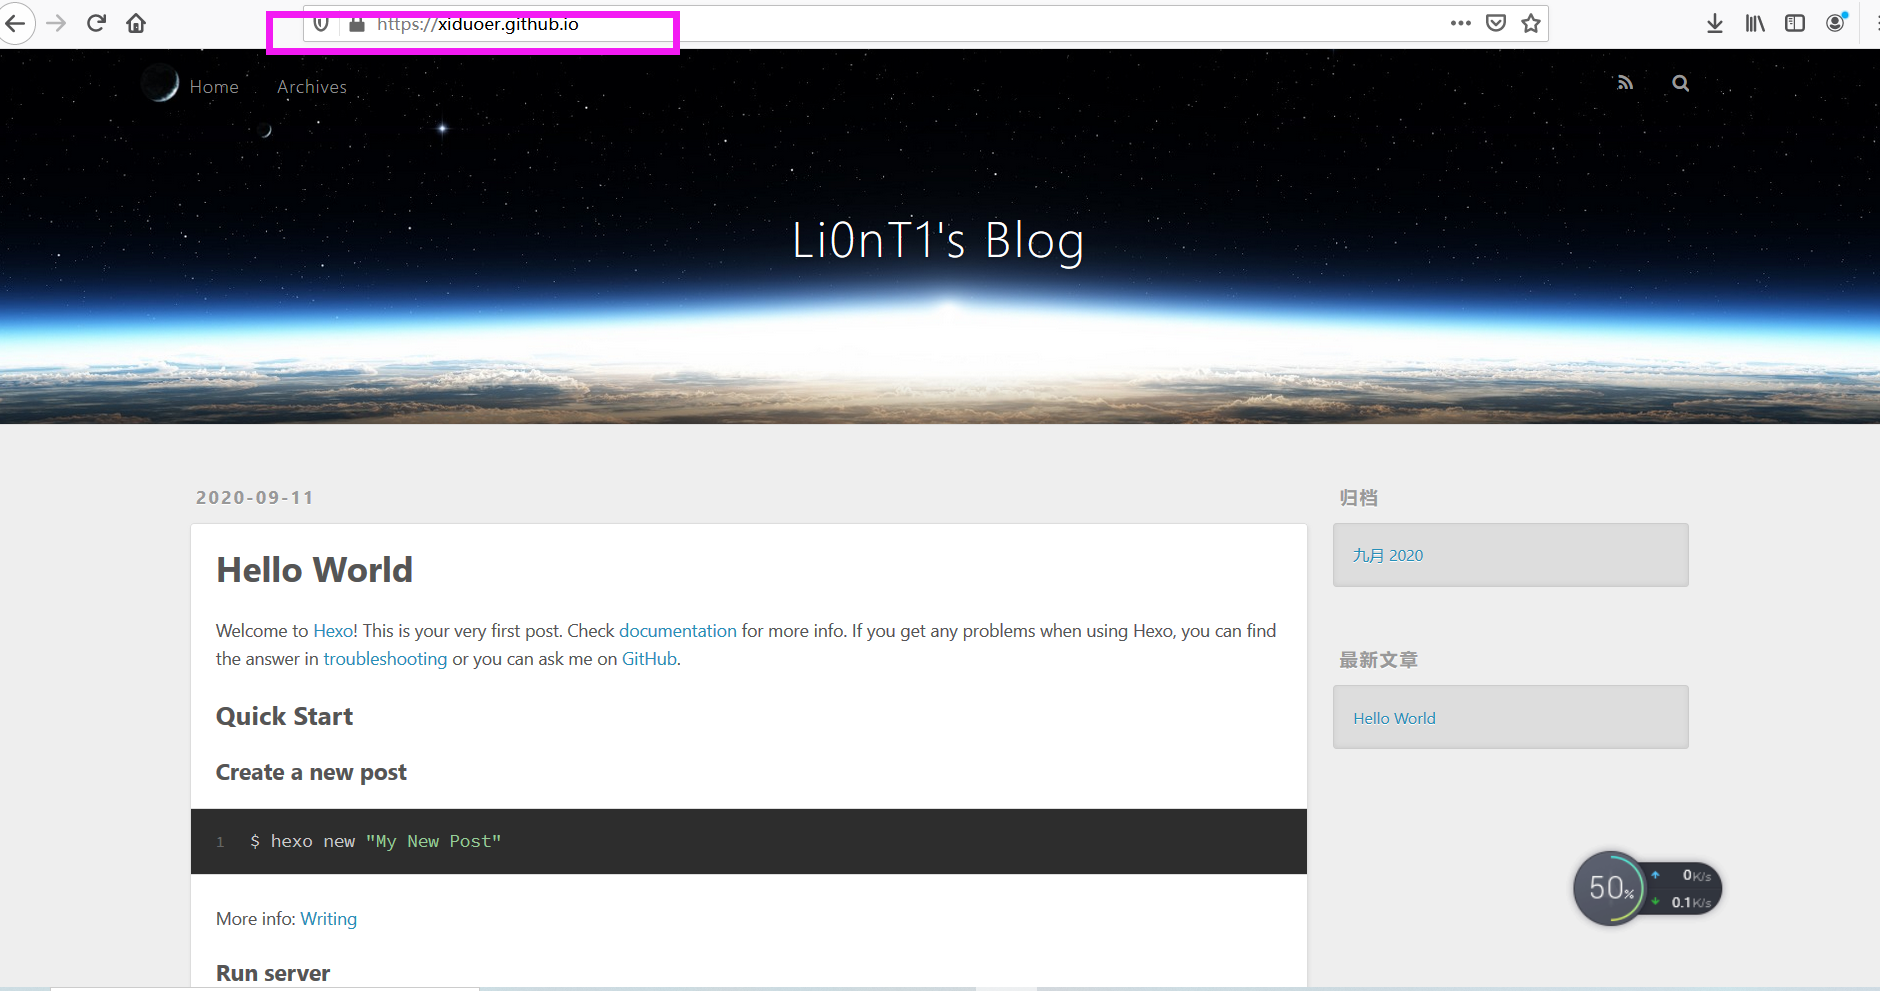 https://xiduoer.github.io
Home Archives
Li0nT1's Blog
2020-09-11
Hello World
Welcome to Hexo! This is your very first post. Check documentation for more info. If you get any problems when using Hexo, you can find
the answer in troubleshooting or you can ask me on GitHub.
Quick Start
Create a new post
1 $ hexo new "My New Post"
More info: Writing
Run server
归档
九月 2020
最新文章
Hello World
50%
0K/s
0.1K/s